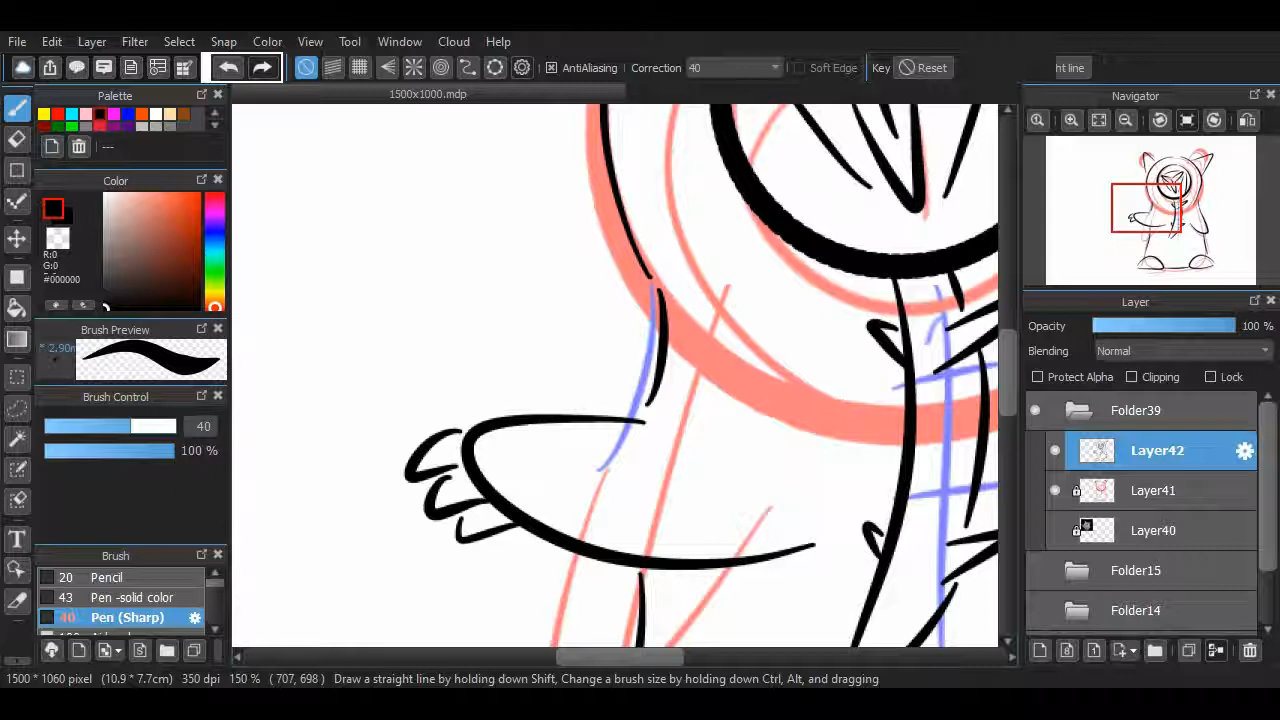 File Edit Layer Filter Select Snap Color View Tool Window Cloud Help
AntiAliasing Correction 40 Soft Edge Key Reset ht line
Palette
1500x1000.mdp
Navigator
---
Color
R:0
G:0
#000000
Brush Preview
* 2.90m
Brush Control
40
100 %
Brush
20 Pencil
43 Pen -solid color
40 Pen (Sharp)
Layer
Opacity 100 %
Blending Normal
Protect Alpha Clipping Lock
Folder39
Layer42
Layer41
Layer40
Folder15
Folder14
T
1500 * 1060 pixel (10.9 * 7.7cm) 350 dpi 150 % ( 707, 698 ) Draw a straight line by holding down Shift, Change a brush size by holding down Ctrl, Alt, and dragging